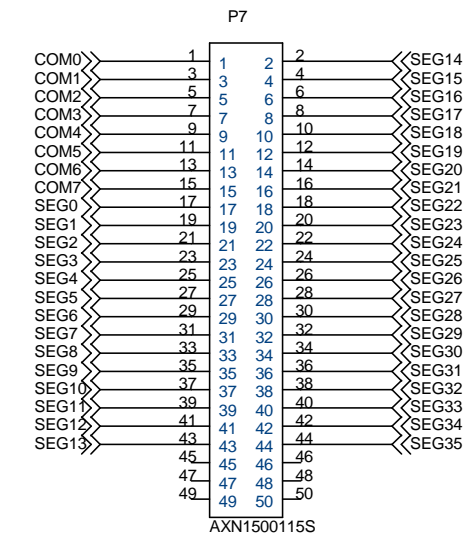 P7
COM0 1 1 2 2 SEG14
COM1 3 3 4 4 SEG15
COM2 5 5 6 6 SEG16
COM3 7 7 8 8 SEG17
COM4 9 9 10 10 SEG18
COM5 11 11 12 12 SEG19
COM6 13 13 14 14 SEG20
COM7 15 15 16 16 SEG21
SEG0 17 17 18 18 SEG22
SEG1 19 19 20 20 SEG23
SEG2 21 21 22 22 SEG24
SEG3 23 23 24 24 SEG25
SEG4 25 25 26 26 SEG26
SEG5 27 27 28 28 SEG27
SEG6 29 29 30 30 SEG28
SEG7 31 31 32 32 SEG29
SEG8 33 33 34 34 SEG30
SEG9 35 35 36 36 SEG31
SEG10 37 37 38 38 SEG32
SEG11 39 39 40 40 SEG33
SEG12 41 41 42 42 SEG34
SEG13 43 43 44 44 SEG35
45 45 46 46
47 47 48 48
49 49 50 50
AXN1500115S